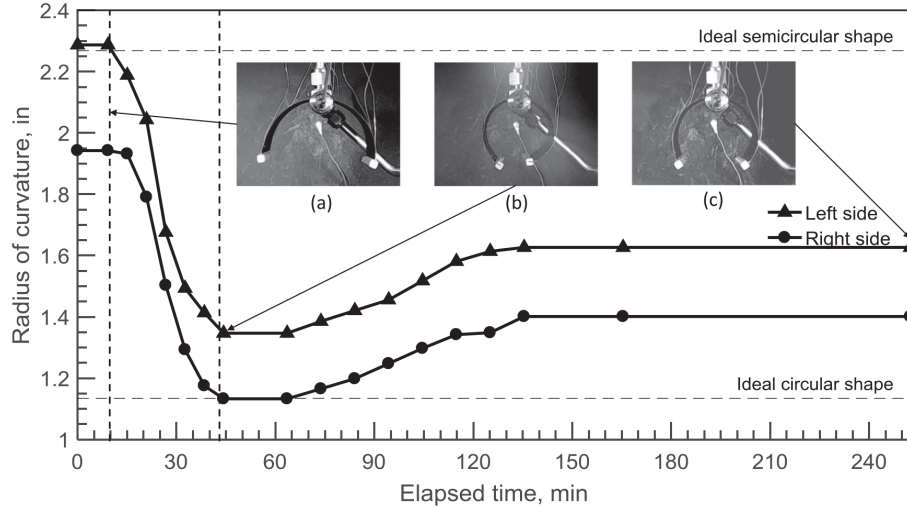 2.4
2.2
2
1.8
1.6
1.4
1.2
1
Radius of curvature, in
Ideal semicircular shape
(a)
(b)
(c)
Left side
Right side
Ideal circular shape
0
30
60
90
120
150
180
210
240
Elapsed time, min